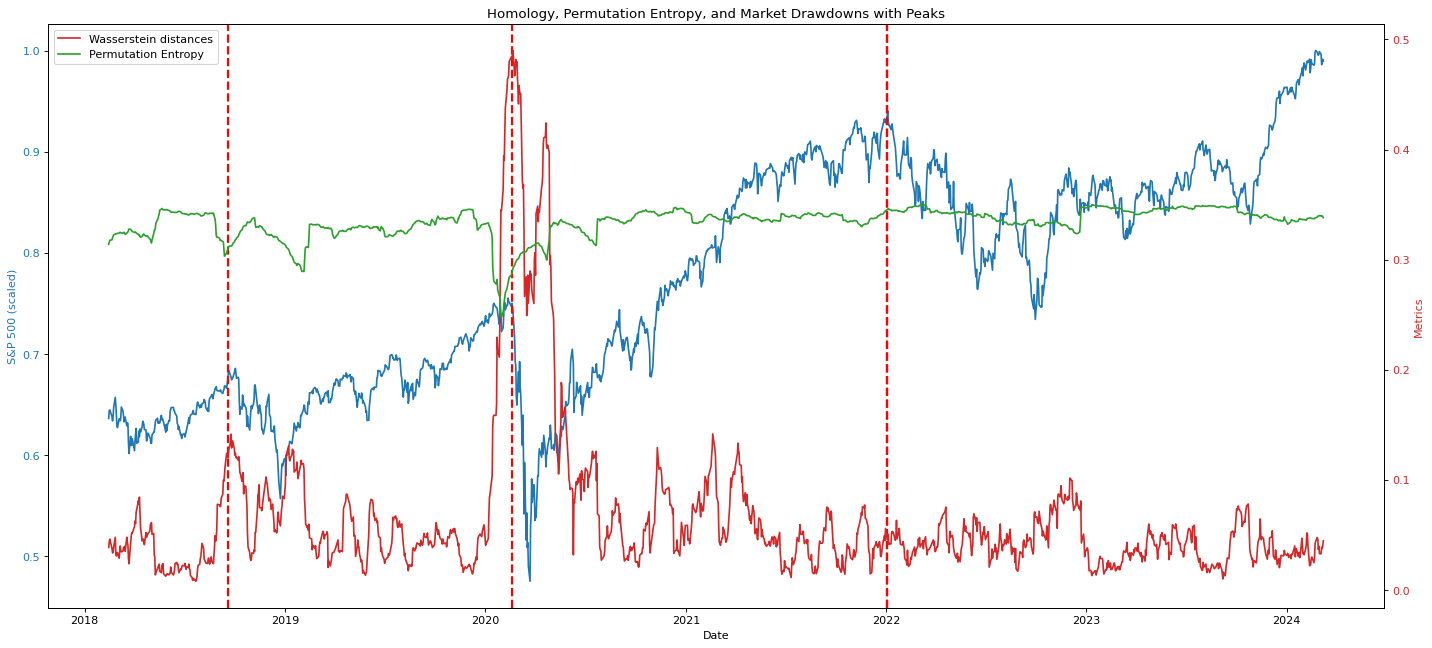 Homology, Permutation Entropy, and Market Drawdowns with Peaks
Wasserstein distances
Permutation Entropy
1.0
0.9
0.8
0.7
0.6
0.5
S&P 500 (scaled)
0.5
0.4
0.3
0.2
0.1
0.0
Metrics
2018 2019 2020 2021 2022 2023 2024
Date